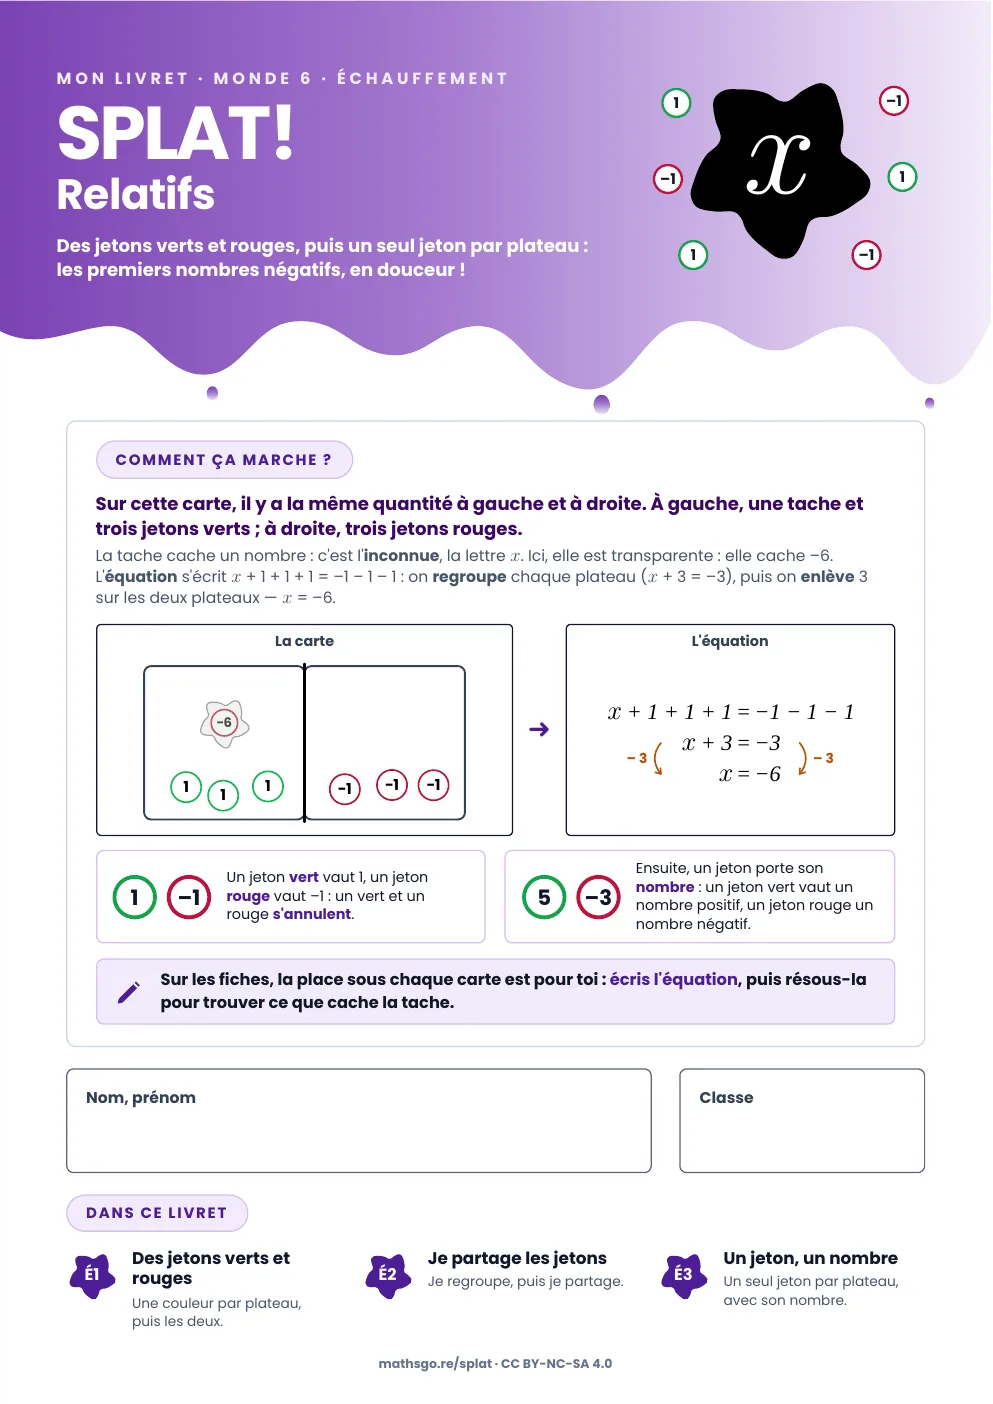 MON LIVRET · MONDE 6 · ÉCHAUFFEMENT
SPLAT!
Relatifs
Des jetons verts et rouges, puis un seul jeton par plateau :
les premiers nombres négatifs, en douceur !
1
−1
−1
x
1
1
−1
COMMENT ÇA MARCHE ?
Sur cette carte, il y a la même quantité à gauche et à droite. À gauche, une tache et
trois jetons verts ; à droite, trois jetons rouges.
La tache cache un nombre : c'est l'inconnue, la lettre x. Ici, elle est transparente : elle cache −6.
L'équation s'écrit x + 1 + 1 + 1 = −1 − 1 − 1 : on regroupe chaque plateau (x + 3 = −3), puis on enlève 3
sur les deux plateaux — x = −6.
La carte
−6
1
1
1
−1
−1
−1
➜
L'équation
x + 1 + 1 + 1 = −1 − 1 − 1
x + 3 = −3
− 3
− 3
x = −6
1
−1
Un jeton vert vaut 1, un jeton
rouge vaut −1 : un vert et un
rouge s'annulent.
5
−3
Ensuite, un jeton porte son
nombre : un jeton vert vaut un
nombre positif, un jeton rouge un
nombre négatif.
Sur les fiches, la place sous chaque carte est pour toi : écris l'équation, puis résous-la
pour trouver ce que cache la tache.
Nom, prénom
Classe
DANS CE LIVRET
É1
Des jetons verts et
rouges
Une couleur par plateau,
puis les deux.
É2
Je partage les jetons
Je regroupe, puis je partage.
É3
Un jeton, un nombre
Un seul jeton par plateau,
avec son nombre.
mathsgo.re/splat · CC BY-NC-SA 4.0